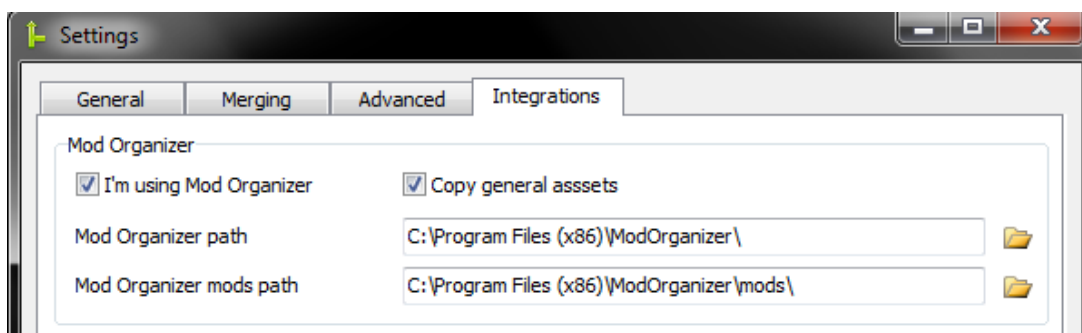 Settings
General Merging Advanced Integrations
Mod Organizer
I'm using Mod Organizer Copy general asssets
Mod Organizer path C:\Program Files (x86)\ModOrganizer\
Mod Organizer mods path C:\Program Files (x86)\ModOrganizer\mods\